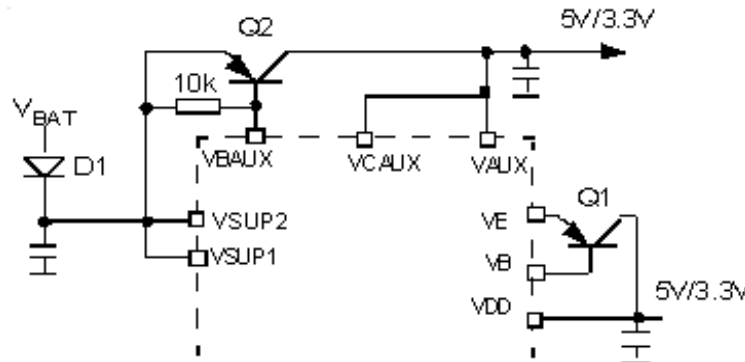 5V/3.3V
Q2
10k
VBAT
D1
VBAUX
VCAUX
VAUX
Q1
VSUP2
VE
VSUP1
VB
VDD
5V/3.3V